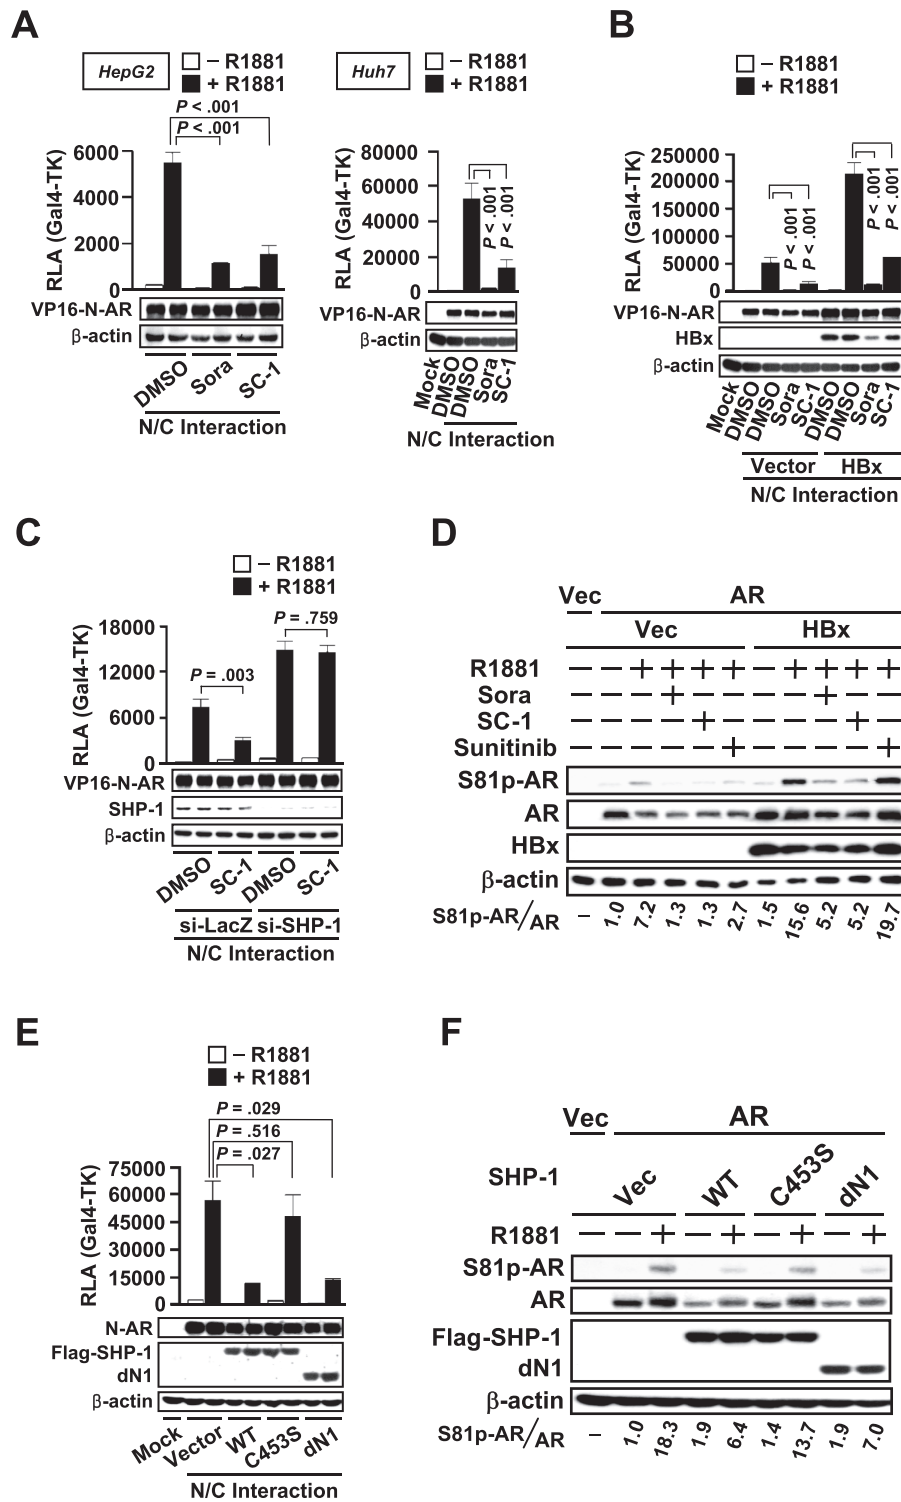 A
HepG2
– R1881
+ R1881
P < .001
P < .001
RLA (Gal4-TK)
6000
4000
2000
0
VP16-N-AR
β-actin
DMSO Sora SC-1
N/C Interaction
Huh7
– R1881
+ R1881
RLA (Gal4-TK)
80000
60000
40000
20000
0
P < .001
P < .001
VP16-N-AR
β-actin
Mock DMSO DMSO Sora SC-1
N/C Interaction
B
– R1881
+ R1881
RLA (Gal4-TK)
250000
200000
150000
100000
50000
0
P < .001
P < .001
P < .001
P < .001
VP16-N-AR
HBx
β-actin
Mock DMSO DMSO Sora SC-1 DMSO DMSO Sora SC-1
Vector HBx
N/C Interaction
C
– R1881
+ R1881
P = .759
P = .003
RLA (Gal4-TK)
18000
12000
6000
0
VP16-N-AR
SHP-1
β-actin
DMSO SC-1 DMSO SC-1
si-LacZ si-SHP-1
N/C Interaction
D
Vec AR
Vec HBx
R1881 – – + + + + – + + + +
Sora – – – + – – – – + – –
SC-1 – – – – + – – – – + –
Sunitinib – – – – – + – – – – +
S81p-AR
AR
HBx
β-actin
S81p-AR/AR – 1.0 7.2 1.3 1.3 2.7 1.5 15.6 5.2 5.2 19.7
E
– R1881
+ R1881
P = .029
P = .516
P = .027
RLA (Gal4-TK)
75000
60000
45000
30000
15000
0
N-AR
Flag-SHP-1
dN1
β-actin
Mock Vector WT C453S dN1
N/C Interaction
F
Vec AR
SHP-1 Vec WT C453S dN1
R1881 – – + – + – + – +
S81p-AR
AR
Flag-SHP-1
dN1
β-actin
S81p-AR/AR – 1.0 18.3 1.9 6.4 1.4 13.7 1.9 7.0